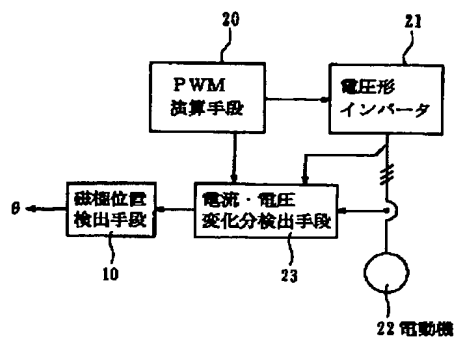 20
21
PWM
演算手段
電圧形
インバータ
θ
磁極位置
検出手段
電流・電圧
変化分検出手段
10
23
22 電動機